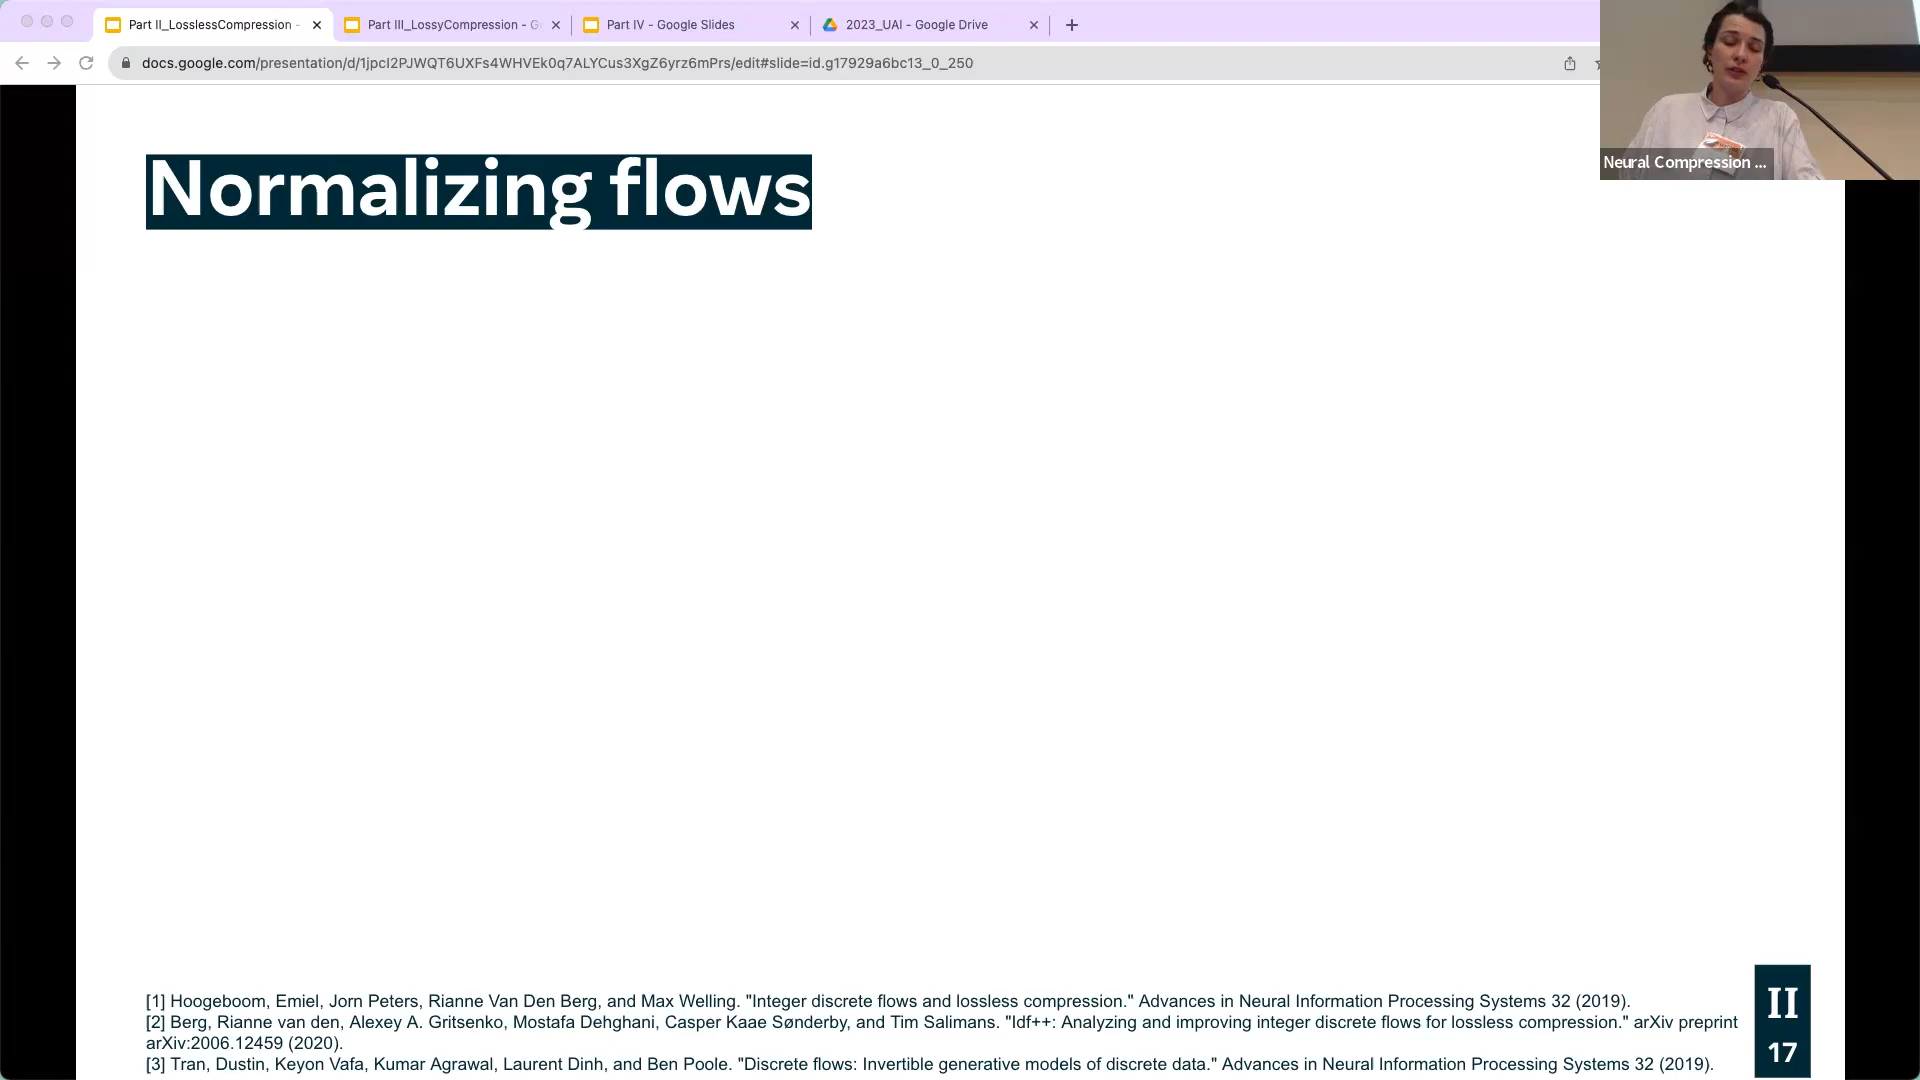 Part II_LosslessCompression -
Part III_LossyCompression - G
Part IV - Google Slides
2023_UAI - Google Drive
docs.google.com/presentation/d/1jpcI2PJWQT6UXFs4WHVEk0q7ALYCus3XgZ6yrz6mPrs/edit#slide=id.g17929a6bc13_0_250
Neural Compression ...
Normalizing flows
[1] Hoogeboom, Emiel, Jorn Peters, Rianne Van Den Berg, and Max Welling. "Integer discrete flows and lossless compression." Advances in Neural Information Processing Systems 32 (2019).
[2] Berg, Rianne van den, Alexey A. Gritsenko, Mostafa Dehghani, Casper Kaae Sønderby, and Tim Salimans. "Idf++: Analyzing and improving integer discrete flows for lossless compression." arXiv preprint
arXiv:2006.12459 (2020).
[3] Tran, Dustin, Keyon Vafa, Kumar Agrawal, Laurent Dinh, and Ben Poole. "Discrete flows: Invertible generative models of discrete data." Advances in Neural Information Processing Systems 32 (2019).
II
17